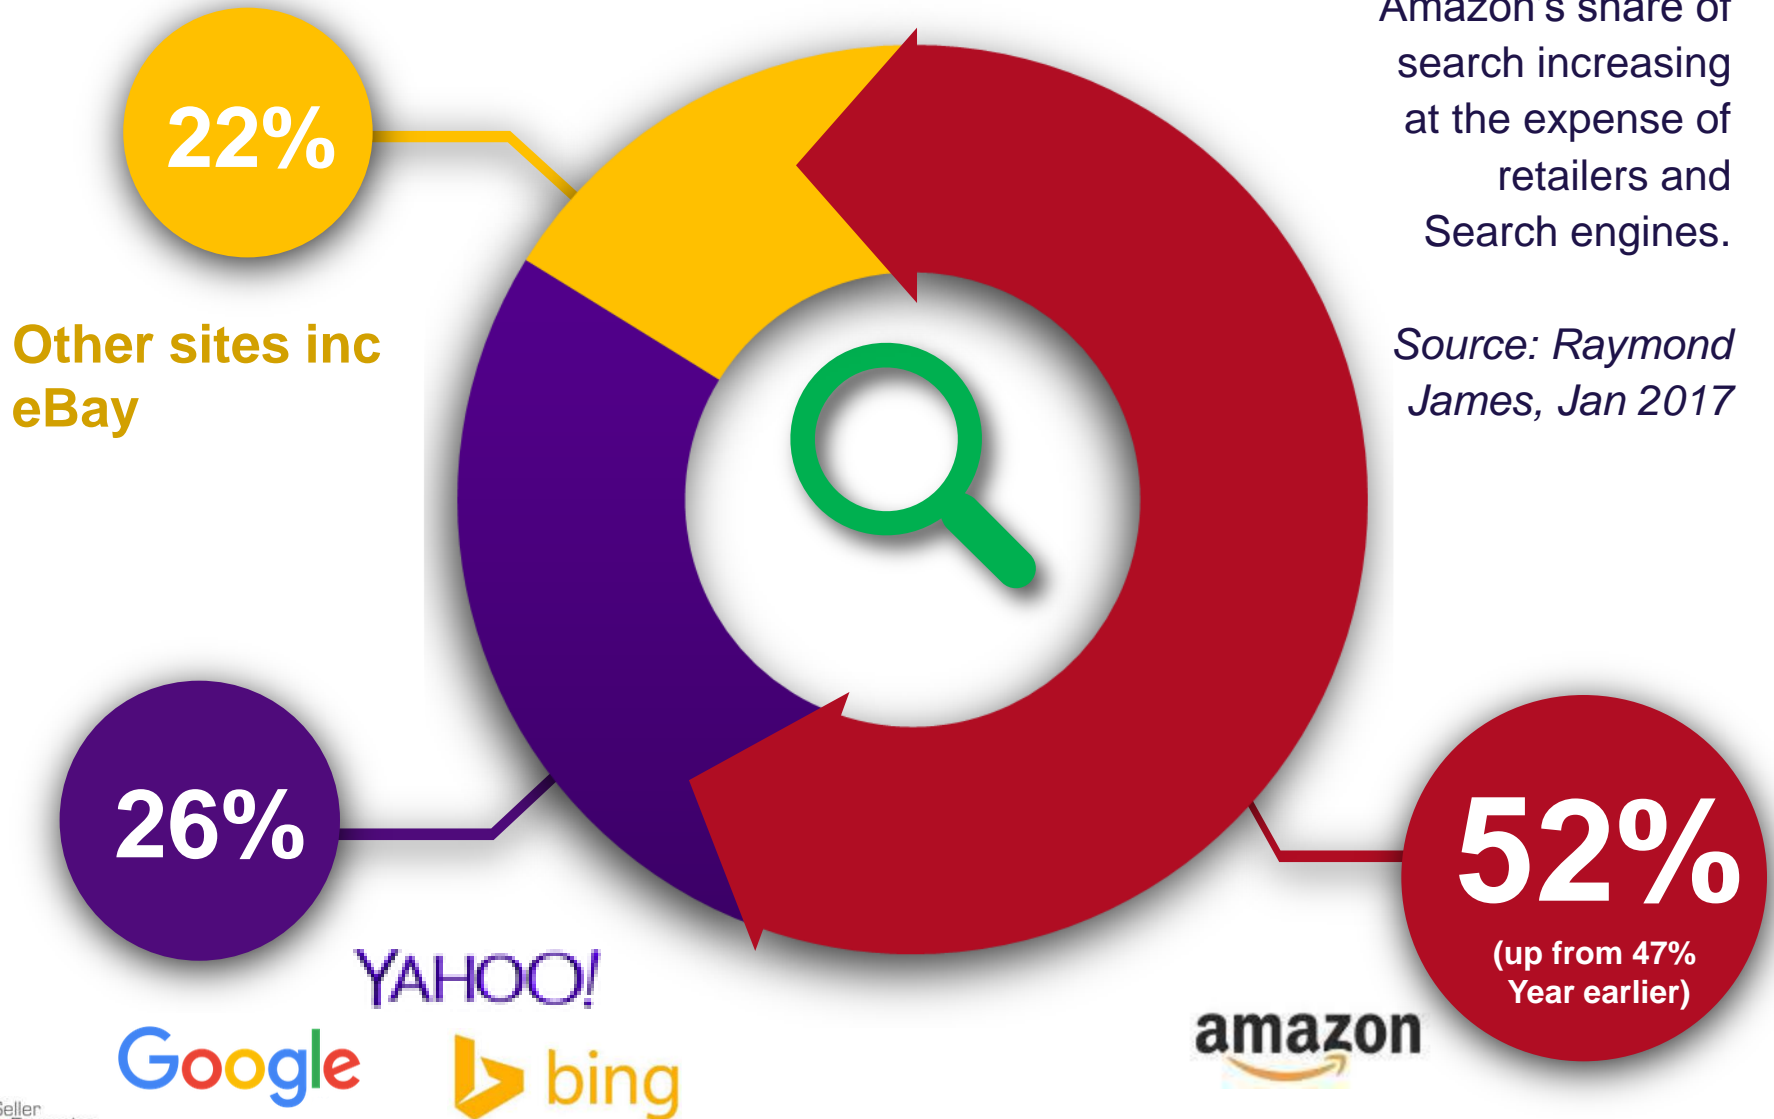 Amazon's share of
search increasing
at the expense of
retailers and
Search engines.
Source: Raymond
James, Jan 2017
22%
Other sites inc
eBay
26%
YAHOO!
Google
bing
52%
(up from 47%
Year earlier)
amazon
Seller